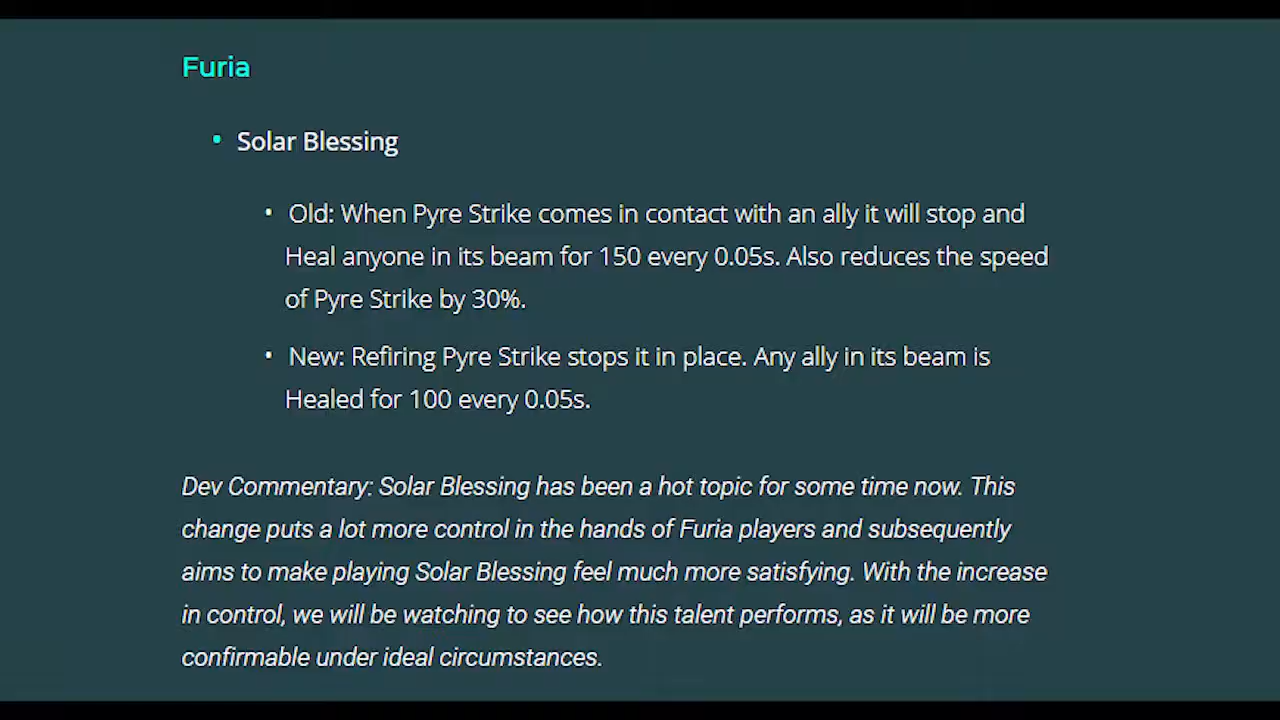 Furia
• Solar Blessing
• Old: When Pyre Strike comes in contact with an ally it will stop and
Heal anyone in its beam for 150 every 0.05s. Also reduces the speed
of Pyre Strike by 30%.
• New: Refiring Pyre Strike stops it in place. Any ally in its beam is
Healed for 100 every 0.05s.
Dev Commentary: Solar Blessing has been a hot topic for some time now. This
change puts a lot more control in the hands of Furia players and subsequently
aims to make playing Solar Blessing feel much more satisfying. With the increase
in control, we will be watching to see how this talent performs, as it will be more
confirmable under ideal circumstances.